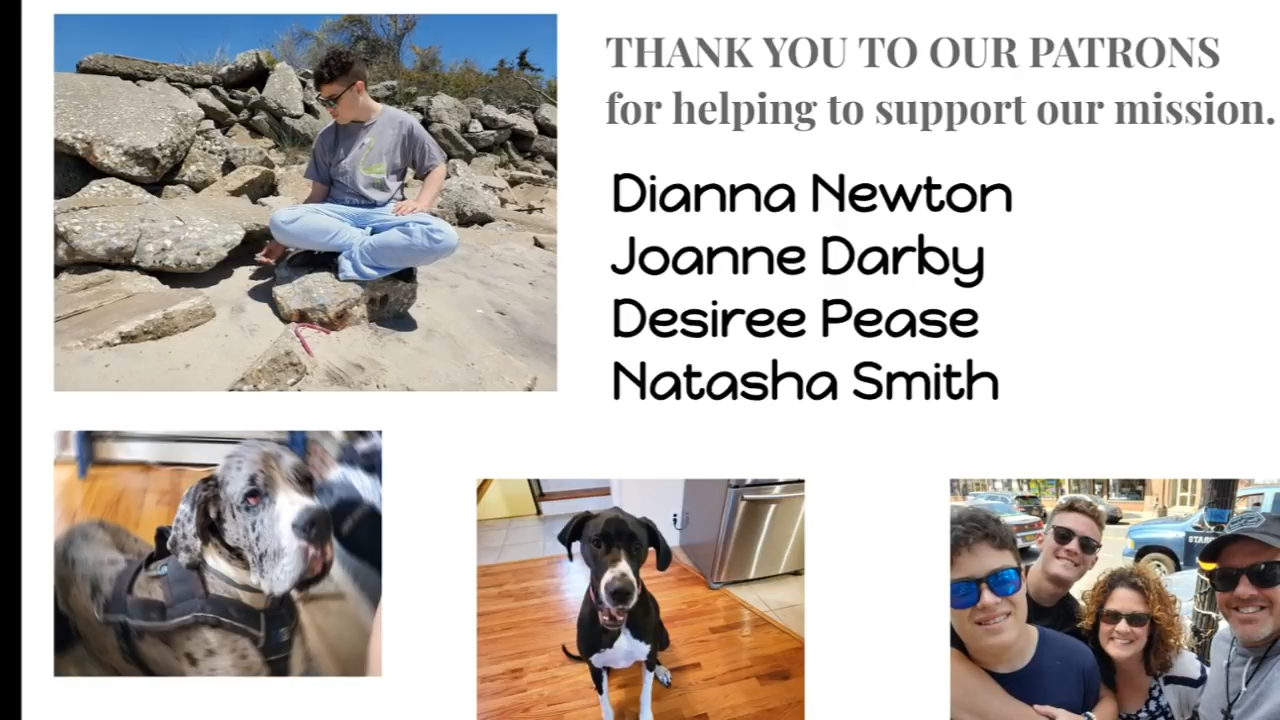 THANK YOU TO OUR PATRONS
for helping to support our mission.
Dianna Newton
Joanne Darby
Desiree Pease
Natasha Smith